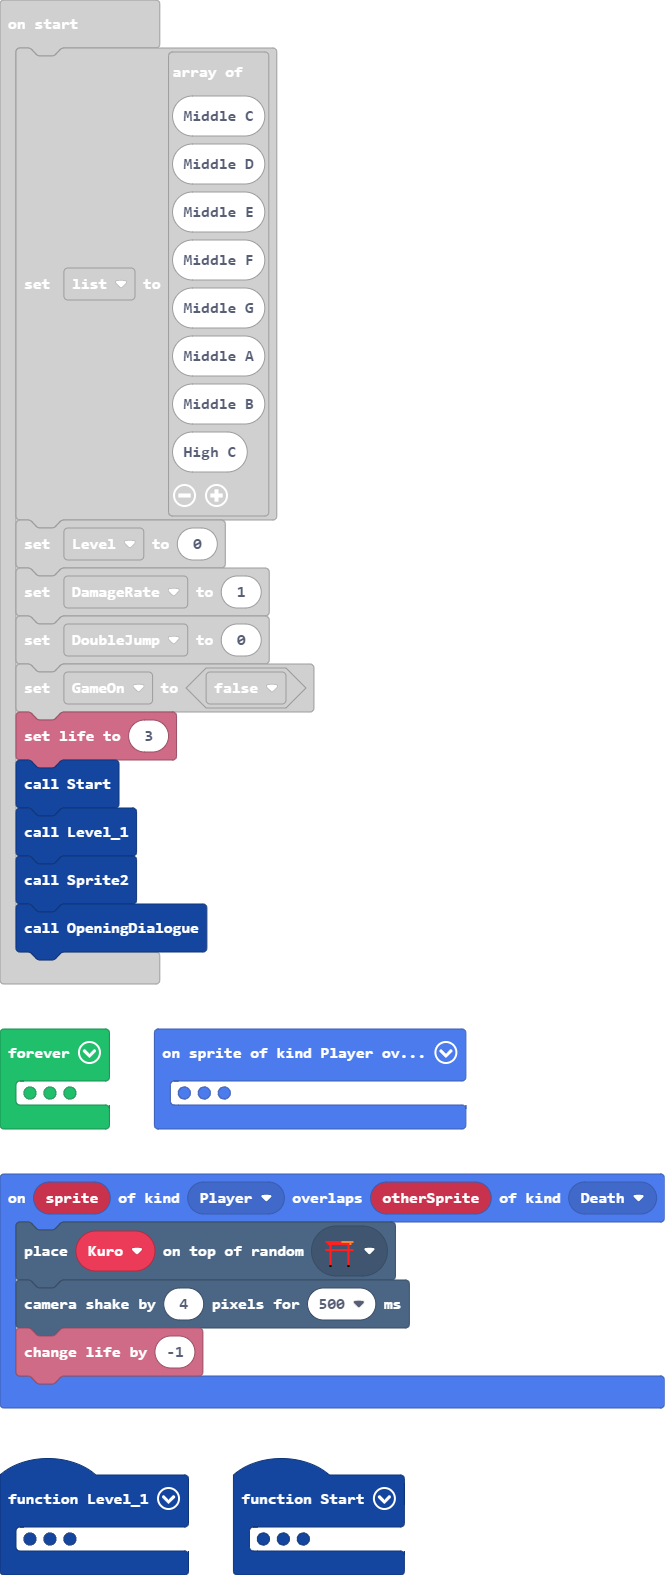 on start
array of
Middle C
Middle D
Middle E
Middle F
set list to
Middle G
Middle A
Middle B
High C
set Level to 0
set DamageRate to 1
set DoubleJump to 0
set GameOn to false
set life to 3
call Start
call Level_1
call Sprite2
call OpeningDialogue
forever
on sprite of kind Player ov...
on sprite of kind Player overlaps otherSprite of kind Death
place Kuro on top of random
camera shake by 4 pixels for 500 ms
change life by -1
function Level_1
function Start